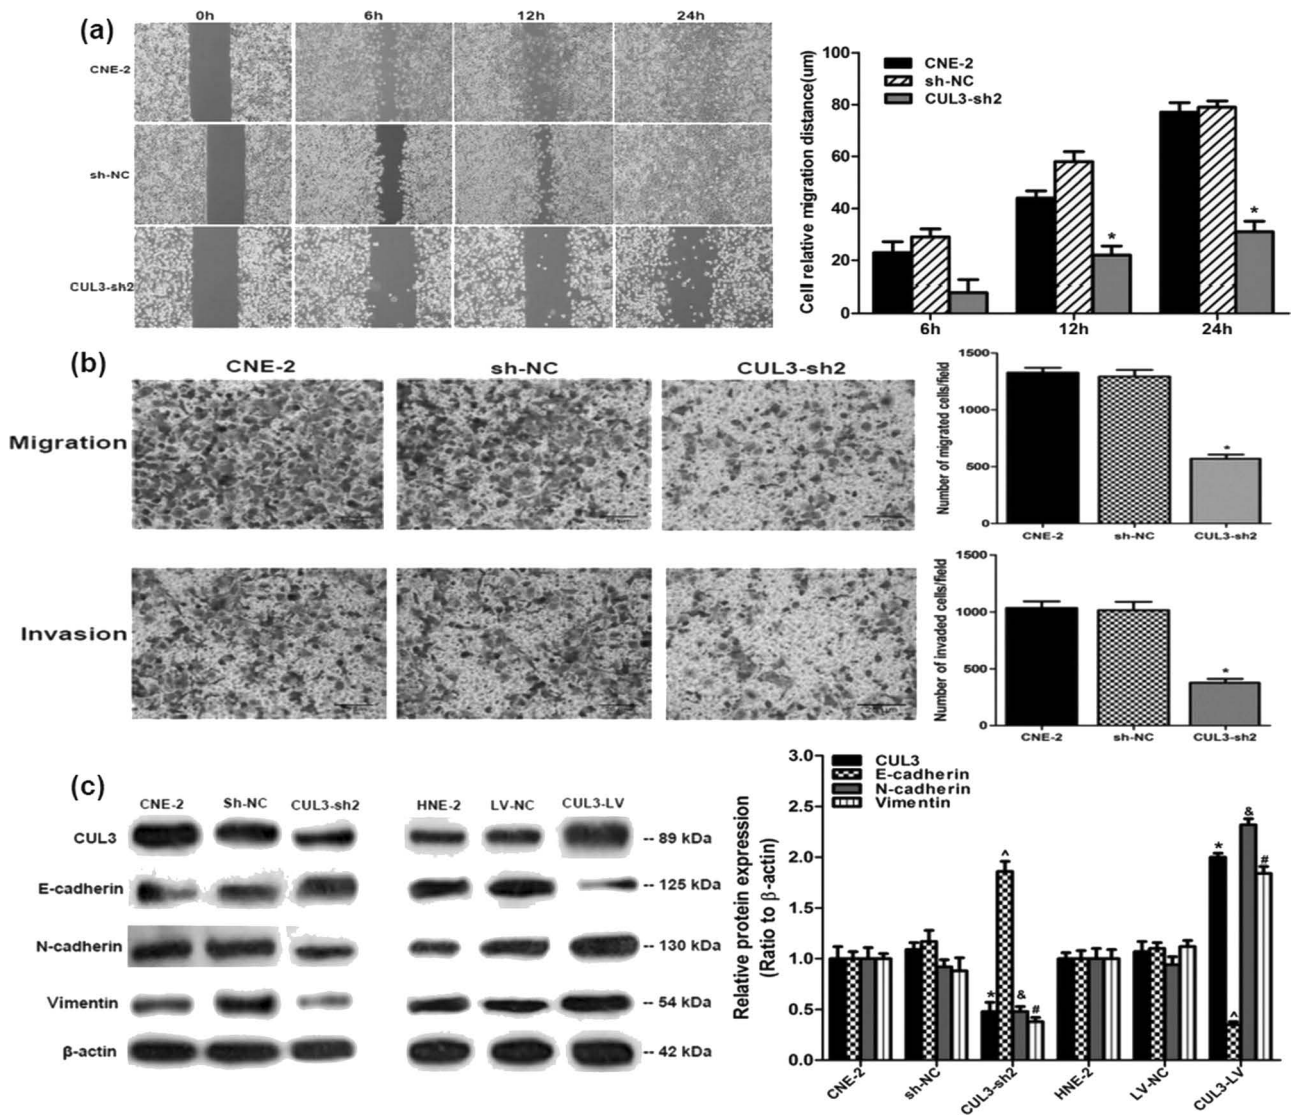 (a)
0h 6h 12h 24h
CNE-2
sh-NC
CUL3-sh2
Cell relative migration distance(um)
100
80
60
40
20
0
CNE-2
sh-NC
CUL3-sh2
*
*
6h 12h 24h
(b)
CNE-2 sh-NC CUL3-sh2
Migration
Invasion
Number of migrated cells/field
1500
1000
500
0
*
CNE-2 sh-NC CUL3-sh2
Number of invaded cells/field
1500
1000
500
0
*
CNE-2 sh-NC CUL3-sh2
(c)
CNE-2 Sh-NC CUL3-sh2 HNE-2 LV-NC CUL3-LV
CUL3 -- 89 kDa
E-cadherin -- 125 kDa
N-cadherin -- 130 kDa
Vimentin -- 54 kDa
β-actin -- 42 kDa
Relative protein expression
(Ratio to β-actin)
3.0
2.5
2.0
1.5
1.0
0.5
0.0
CUL3
E-cadherin
N-cadherin
Vimentin
* ^ & #
* ^ & #
CNE-2 sh-NC CUL3-sh2 HNE-2 LV-NC CUL3-LV